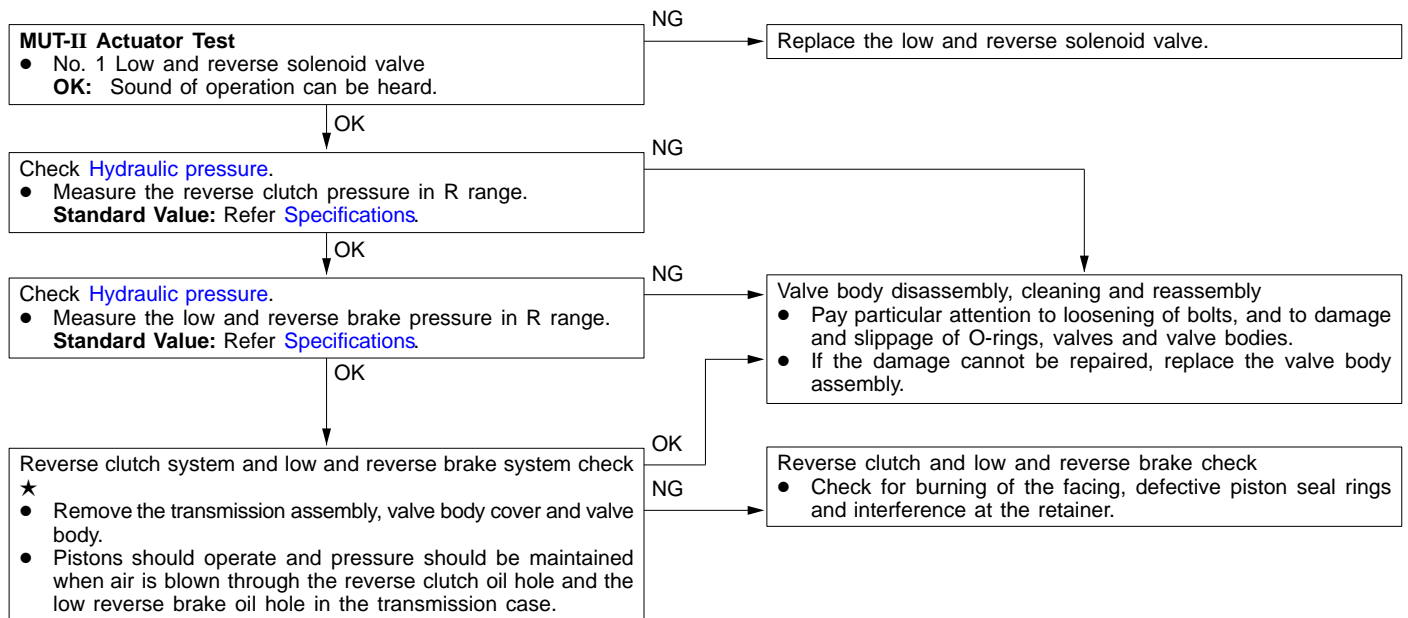 MUT-II Actuator Test
● No. 1 Low and reverse solenoid valve
OK: Sound of operation can be heard.
NG
Replace the low and reverse solenoid valve.
OK
Check Hydraulic pressure.
● Measure the reverse clutch pressure in R range.
Standard Value: Refer Specifications.
NG
OK
Check Hydraulic pressure.
● Measure the low and reverse brake pressure in R range.
Standard Value: Refer Specifications.
NG
Valve body disassembly, cleaning and reassembly
● Pay particular attention to loosening of bolts, and to damage
and slippage of O-rings, valves and valve bodies.
● If the damage cannot be repaired, replace the valve body
assembly.
OK
Reverse clutch system and low and reverse brake system check
★
● Remove the transmission assembly, valve body cover and valve
body.
● Pistons should operate and pressure should be maintained
when air is blown through the reverse clutch oil hole and the
low reverse brake oil hole in the transmission case.
OK
NG
Reverse clutch and low and reverse brake check
● Check for burning of the facing, defective piston seal rings
and interference at the retainer.